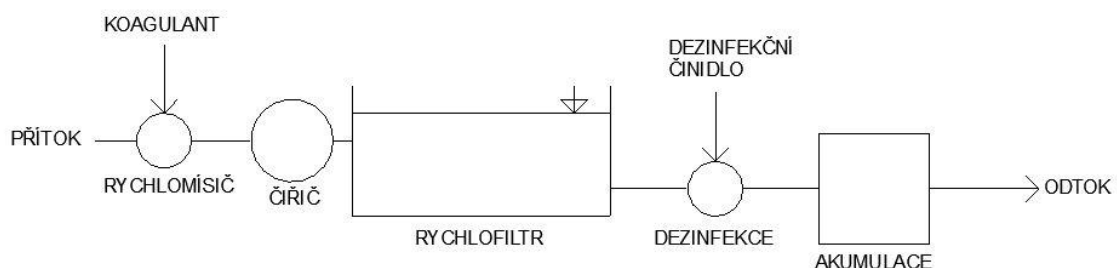 KOAGULANT
DEZINFEKČNÍ
ČINIDLO
PŘÍTOK
RYCHLOMÍSIČ
ČIŘIČ
RYCHLOFILTR
DEZINFEKCE
AKUMULACE
ODTOK